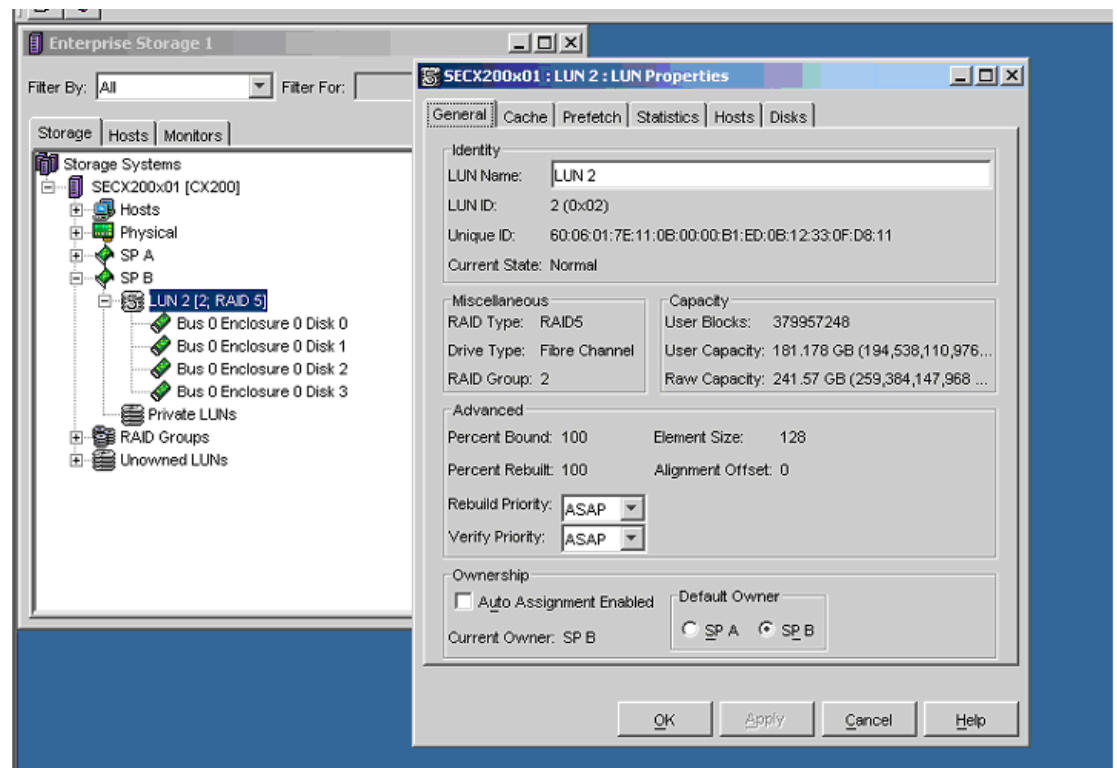 Enterprise Storage 1
Filter By: All Filter For:
Storage Hosts Monitors
Storage Systems
SECX200x01 [CX200]
Hosts
Physical
SP A
SP B
LUN 2 [2; RAID 5]
Bus 0 Enclosure 0 Disk 0
Bus 0 Enclosure 0 Disk 1
Bus 0 Enclosure 0 Disk 2
Bus 0 Enclosure 0 Disk 3
Private LUNs
RAID Groups
Unowned LUNs
SECX200x01 : LUN 2 : LUN Properties
General Cache Prefetch Statistics Hosts Disks
Identity
LUN Name: LUN 2
LUN ID: 2 (0x02)
Unique ID: 60:06:01:7E:11:0B:00:00:B1:ED:0B:12:33:0F:D8:11
Current State: Normal
Miscellaneous
RAID Type: RAID5
Drive Type: Fibre Channel
RAID Group: 2
Capacity
User Blocks: 379957248
User Capacity: 181.178 GB (194,538,110,976...
Raw Capacity: 241.57 GB (259,384,147,968 ...
Advanced
Percent Bound: 100 Element Size: 128
Percent Rebuilt: 100 Alignment Offset: 0
Rebuild Priority: ASAP
Verify Priority: ASAP
Ownership
Auto Assignment Enabled
Current Owner: SP B
Default Owner
SP A SP B
OK Apply Cancel Help